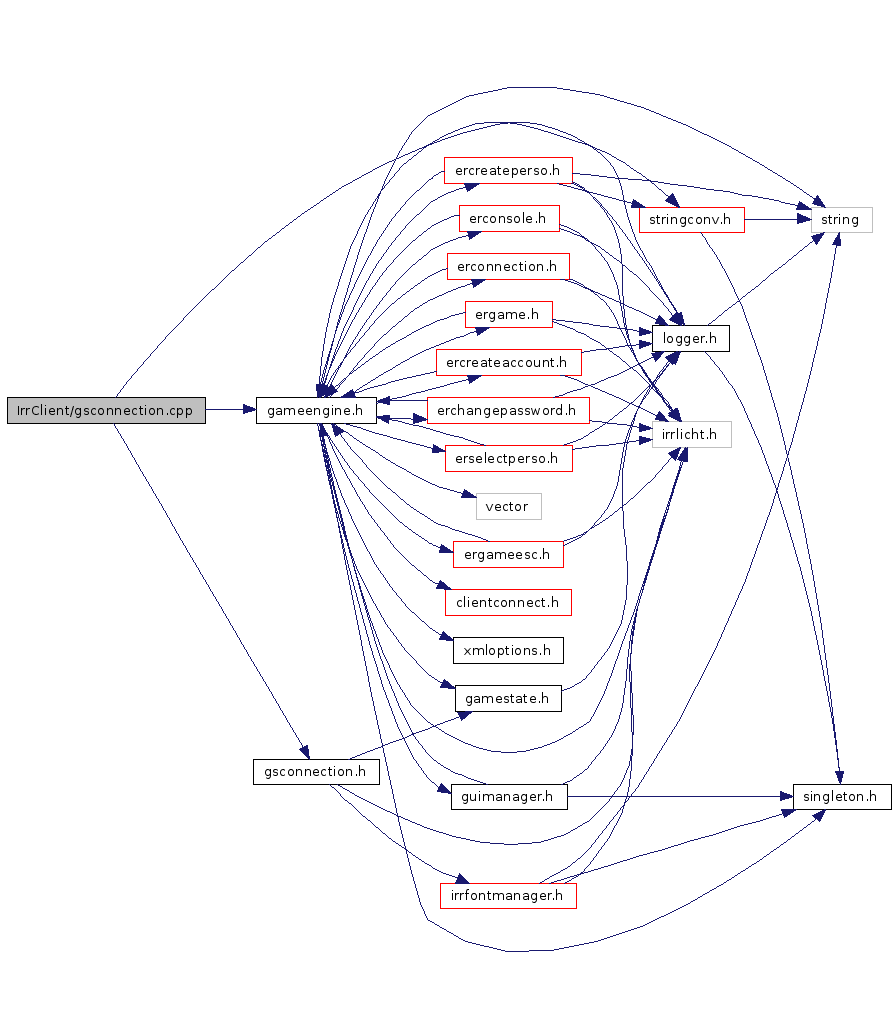 ercreateperso.h
stringconv.h
string
erconsole.h
erconnection.h
ergame.h
logger.h
ercreateaccount.h
IrrClient/gsconnection.cpp
gameengine.h
erchangepassword.h
irrlicht.h
erselectperso.h
vector
ergameesc.h
clientconnect.h
xmloptions.h
gamestate.h
gsconnection.h
guimanager.h
singleton.h
irrfontmanager.h